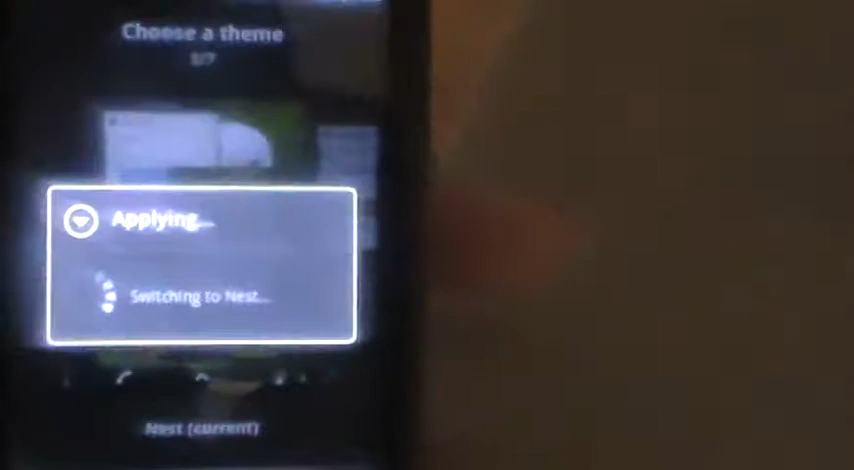 Choose a theme
Applying...
Switching to Nest...
Nest (current)